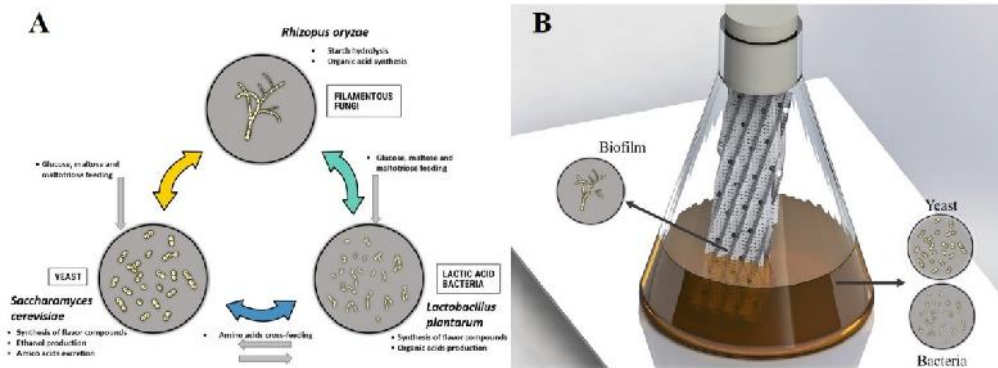 A
Rhizopus oryzae
• Starch hydrolysis
• Organic acid synthesis
FILAMENTOUS
FUNGI
• Glucose, maltose and
maltotriose feeding
• Glucose, maltose and
maltotriose feeding
YEAST
Saccharamyces
cerevisiae
• Synthesis of flavor compounds
• Ethanol production
• Amico acids excretion
• Amino acids cross-feeding
LACTIC ACID
BACTERIA
Lactobacillus
plantarum
• Synthesis of flavor compounds
• Organic acids production
B
Biofilm
Yeast
Bacteria